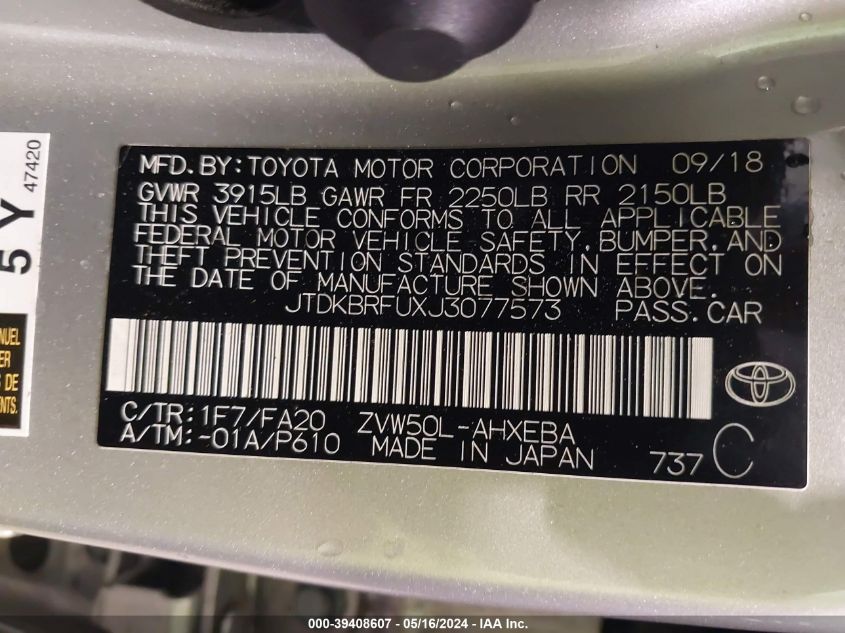 MFD.BY:TOYOTA MOTOR CORPORATION 09/18
GVWR 3915LB GAWR FR 2250LB RR 2150LB
THIS VEHICLE CONFORMS TO ALL APPLICABLE
FEDERAL MOTOR VEHICLE SAFETY,BUMPER,AND
THEFT PREVENTION STANDARDS IN EFFECT ON
THE DATE OF MANUFACTURE SHOWN ABOVE.
JTDKBRFUXJ3077573 PASS.CAR
C/TR:1F7/FA20 ZVW50L-AHXEBA
A/TM:-01A/P610 MADE IN JAPAN 737 C
5Y
47420
DE
000-39408607 - 05/16/2024 - IAA Inc.